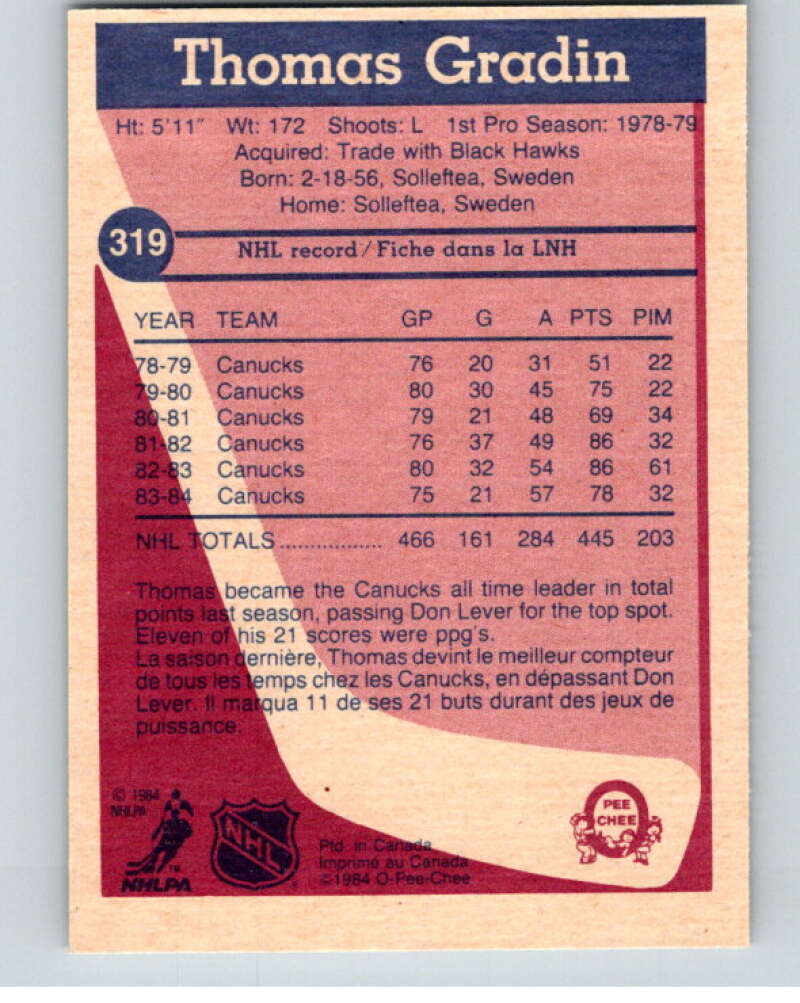 Thomas Gradin
Ht: 5'11" Wt: 172 Shoots: L 1st Pro Season: 1978-79
Acquired: Trade with Black Hawks
Born: 2-18-56, Solleftea, Sweden
Home: Solleftea, Sweden
319
NHL record/Fiche dans la LNH
YEAR TEAM GP G A PTS PIM
78-79 Canucks 76 20 31 51 22
79-80 Canucks 80 30 45 75 22
80-81 Canucks 79 21 48 69 34
81-82 Canucks 76 37 49 86 32
82-83 Canucks 80 32 54 86 61
83-84 Canucks 75 21 57 78 32
NHL TOTALS ................. 466 161 284 445 203
Thomas became the Canucks all time leader in total
points last season, passing Don Lever for the top spot.
Eleven of his 21 scores were ppg's.
La saison dernière, Thomas devint le meilleur compteur
de tous les temps chez les Canucks, en dépassant Don
Lever. Il marqua 11 de ses 21 buts durant des jeux de
puissance.
© 1984
NHLPA
NHLPA
TM
NHL
Ptd. in Canada
Imprimé au Canada
©1984 O-Pee-Chee
PEE
CHEE